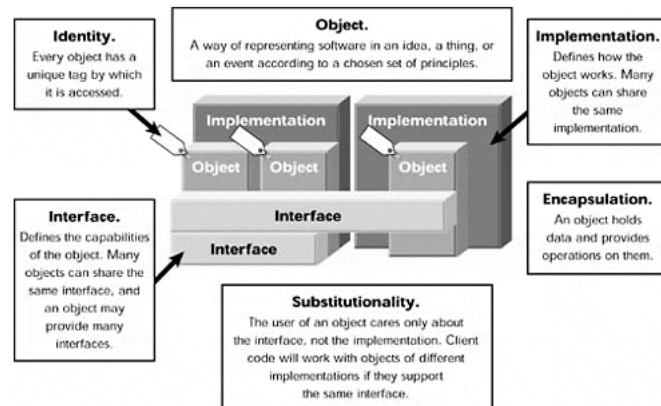 Identity.
Every object has a
unique tag by which
it is accessed.
Object.
A way of representing software in an idea, a thing, or
an event according to a chosen set of principles.
Implementation.
Defines how the
object works. Many
objects can share
the same
implementation.
Implementation
Implementation
Object
Object
Object
Interface
Interface
Interface.
Defines the capabilities
of the object. Many
objects can share the
same interface, and
an object may
provide many
interfaces.
Encapsulation.
An object holds
data and provides
operations on them.
Substitutionality.
The user of an object cares only about
the interface, not the implementation. Client
code will work with objects of different
implementations if they support
the same interface.